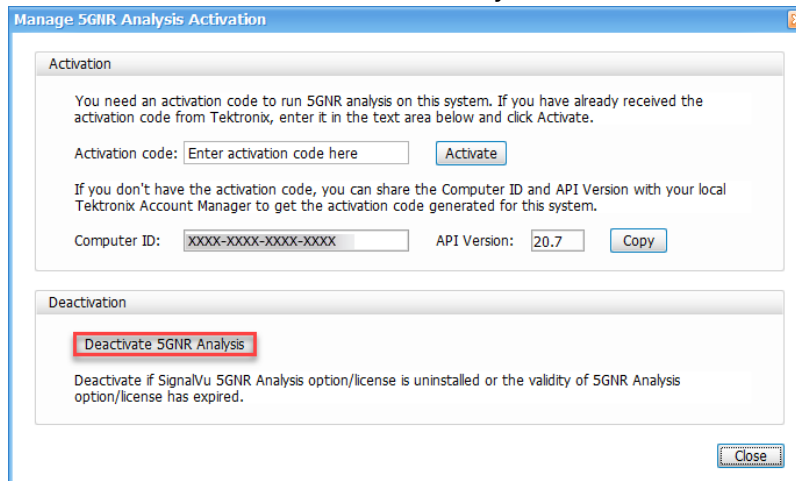 Manage 5GNR Analysis Activation
Activation
You need an activation code to run 5GNR analysis on this system. If you have already received the
activation code from Tektronix, enter it in the text area below and click Activate.
Activation code: Enter activation code here Activate
If you don't have the activation code, you can share the Computer ID and API Version with your local
Tektronix Account Manager to get the activation code generated for this system.
Computer ID: XXXX-XXXX-XXXX-XXXX API Version: 20.7 Copy
Deactivation
Deactivate 5GNR Analysis
Deactivate if SignalVu 5GNR Analysis option/license is uninstalled or the validity of 5GNR Analysis
option/license has expired.
Close